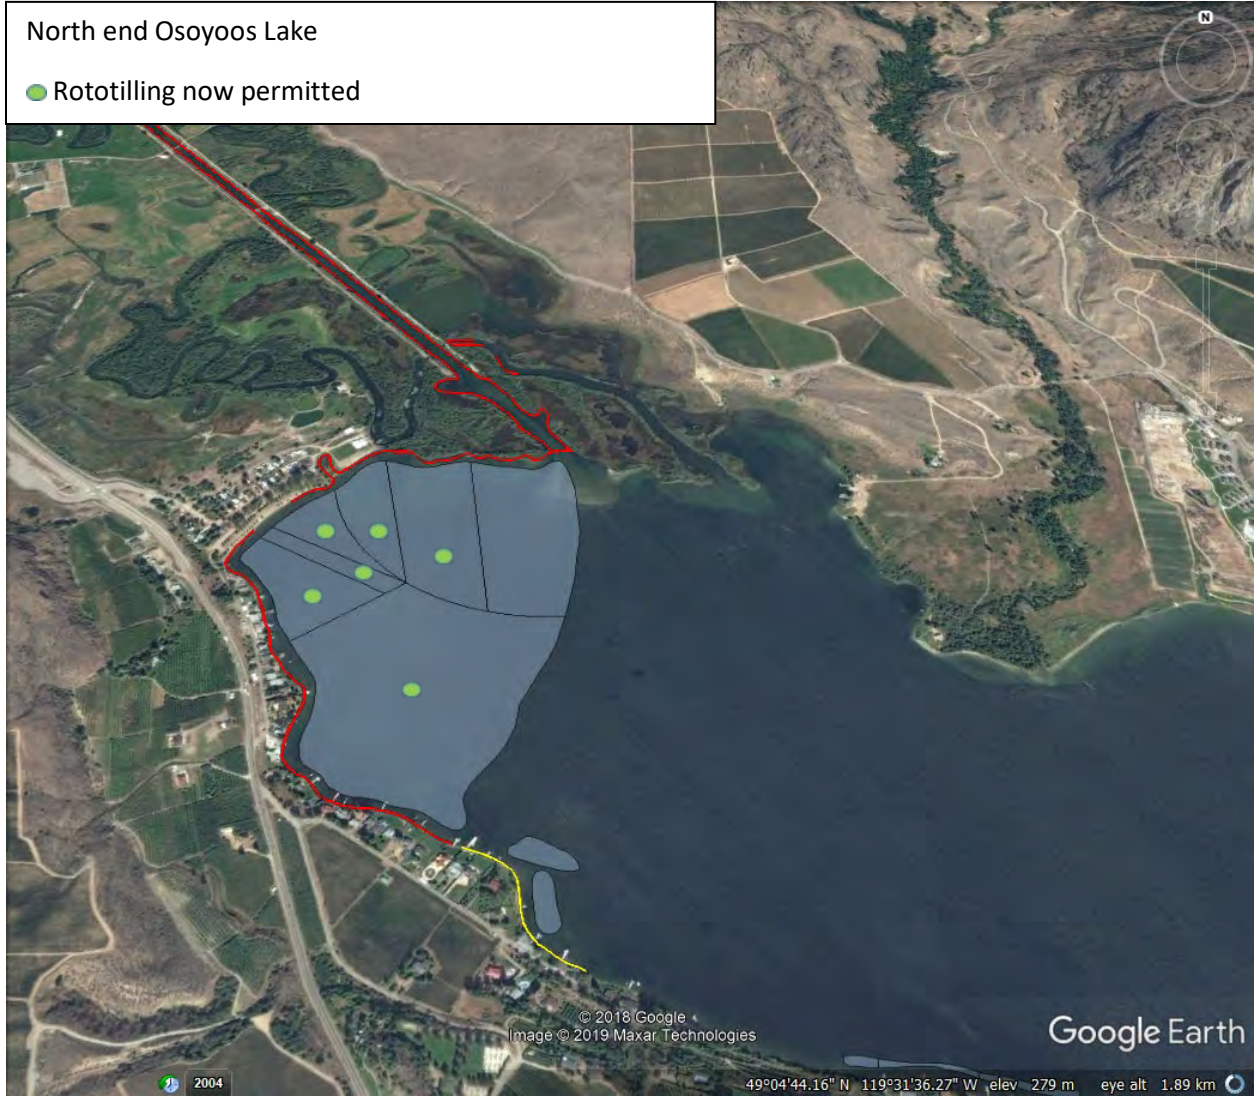 North end Osoyoos Lake
Rototilling now permitted
N
© 2018 Google
Image © 2019 Maxar Technologies
Google Earth
2004
49°04'44.16" N 119°31'36.27" W elev 279 m eye alt 1.89 km